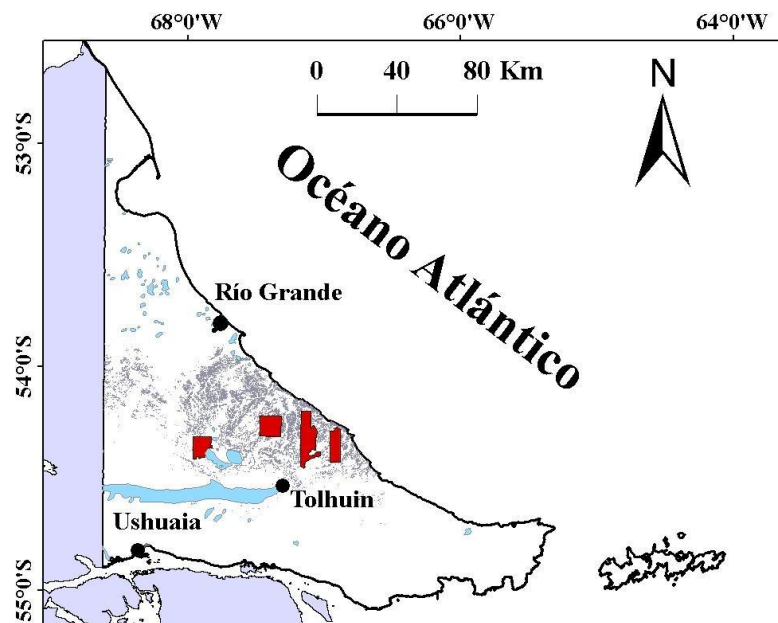 68°0'W 66°0'W 64°0'W
0 40 80 Km
N
53°0'S
Océano Atlántico
Río Grande
54°0'S
Tolhuin
Ushuaia
55°0'S